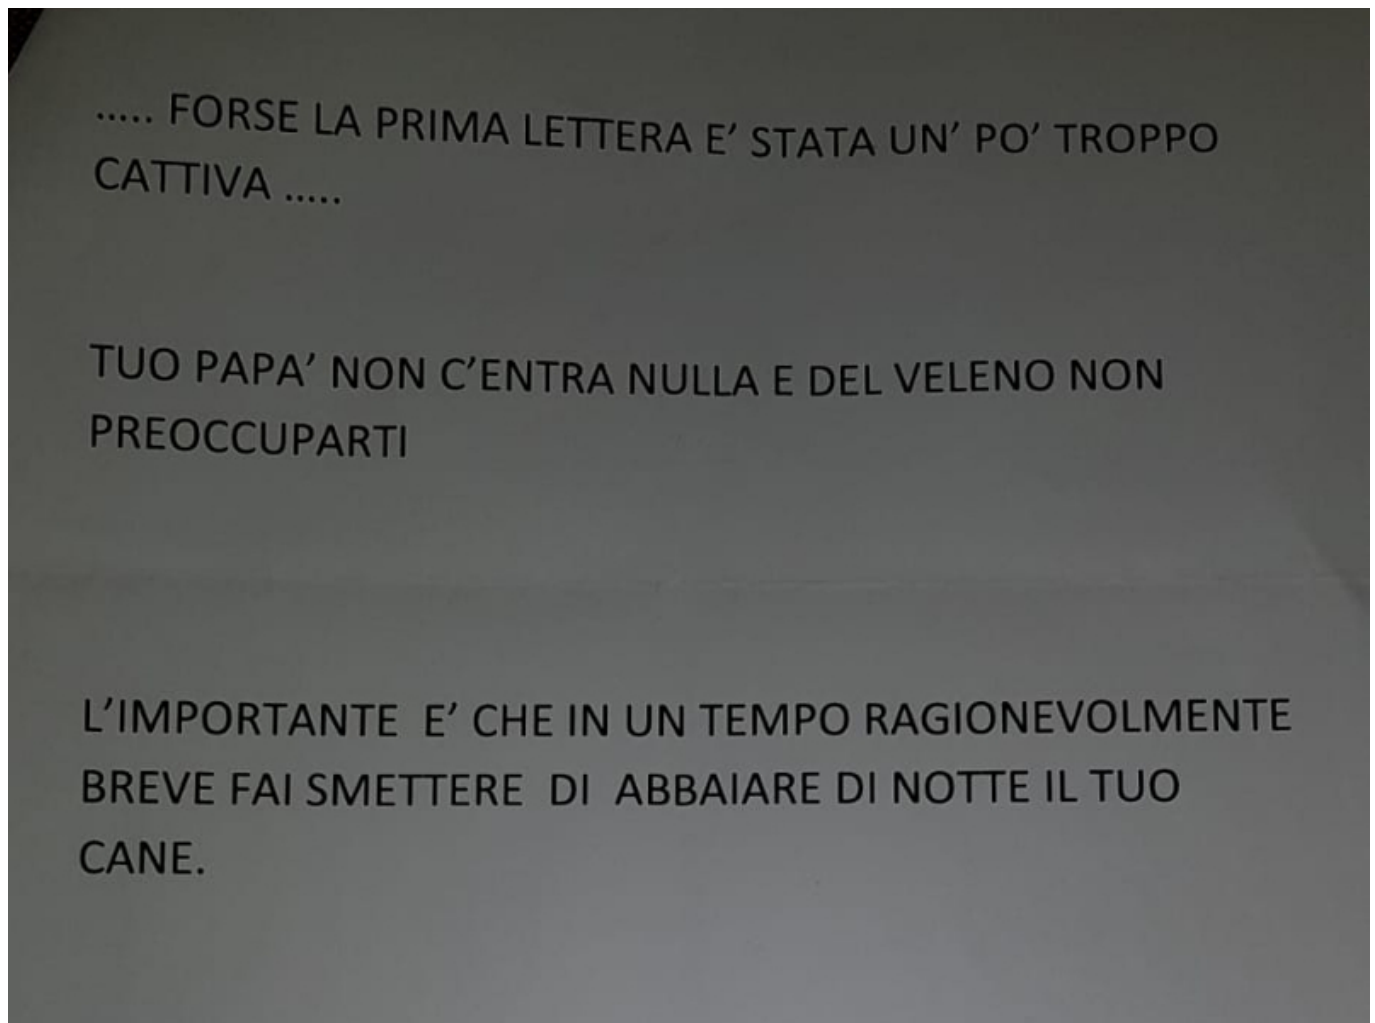 ..... FORSE LA PRIMA LETTERA E' STATA UN' PO' TROPPO
CATTIVA .....
TUO PAPA' NON C'ENTRA NULLA E DEL VELENO NON
PREOCCUPARTI
L'IMPORTANTE E' CHE IN UN TEMPO RAGIONEVOLMENTE
BREVE FAI SMETTERE DI ABBAIARE DI NOTTE IL TUO
CANE.